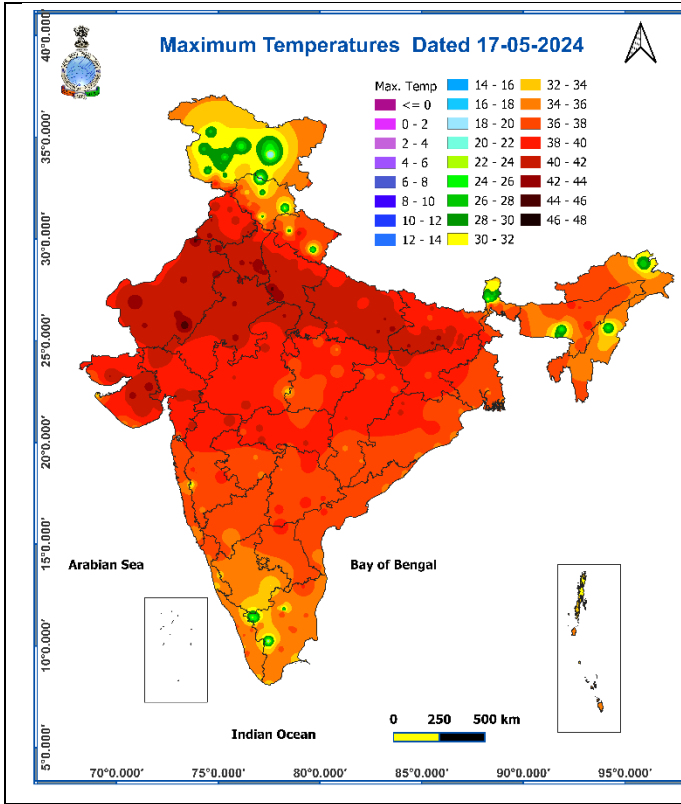 Maximum Temperatures Dated 17-05-2024
Max. Temp
<= 0
0 - 2
2 - 4
4 - 6
6 - 8
8 - 10
10 - 12
12 - 14
14 - 16
16 - 18
18 - 20
20 - 22
22 - 24
24 - 26
26 - 28
28 - 30
30 - 32
32 - 34
34 - 36
36 - 38
38 - 40
40 - 42
42 - 44
44 - 46
46 - 48
40°0.000'
35°0.000'
30°0.000'
25°0.000'
20°0.000'
15°0.000'
10°0.000'
5°0.000'
Arabian Sea
Bay of Bengal
Indian Ocean
0 250 500 km
70°0.000' 75°0.000' 80°0.000' 85°0.000' 90°0.000' 95°0.000'